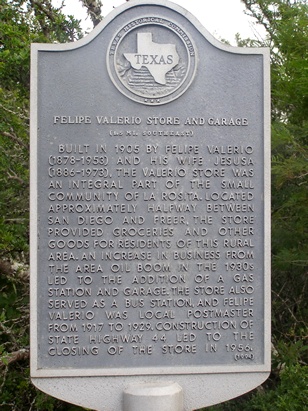 TEXAS HISTORICAL COMMISSION
TEXAS
FELIPE VALERIO STORE AND GARAGE
SOUTHEAST)
BUILT IN 1905 BY FELIPE VALERIO
(1878-1953) AND HIS WIFE JESUSA
(1886-1973), THE VALERIO STORE WAS
AN INTEGRAL PART OF THE SMALL
COMMUNITY OF LA ROSITA. LOCATED
APPROXIMATELY HALFWAY BETWEEN
SAN DIEGO AND FREER, THE STORE
PROVIDED GROCERIES AND OTHER
GOODS FOR RESIDENTS OF THIS RURAL
AREA. AN INCREASE IN BUSINESS FROM
THE AREA OIL BOOM IN THE 1930s
LED TO THE ADDITION OF A GAS
STATION AND GARAGE. THE STORE ALSO
SERVED AS A BUS STATION, AND FELIPE
VALERIO WAS LOCAL POSTMASTER
FROM 1917 TO 1929. CONSTRUCTION OF
STATE HIGHWAY 44 LED TO THE
CLOSING OF THE STORE IN 1956.